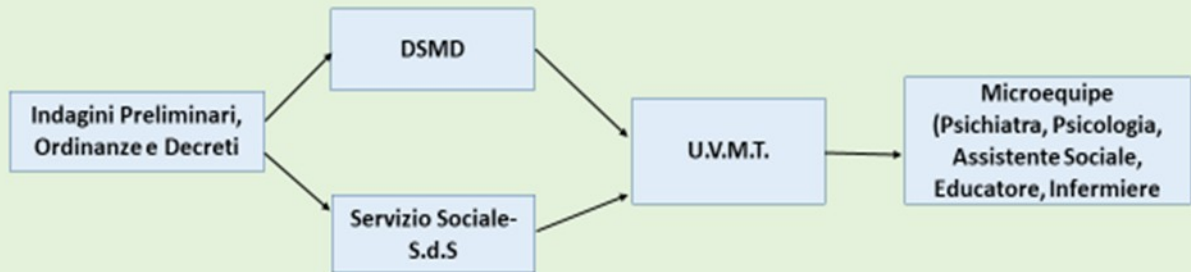 Indagini Preliminari,
Ordinanze e Decreti
DSMD
Servizio Sociale-
S.d.S
U.V.M.T.
Microequipe
(Psichiatra, Psicologia,
Assistente Sociale,
Educatore, Infermiere